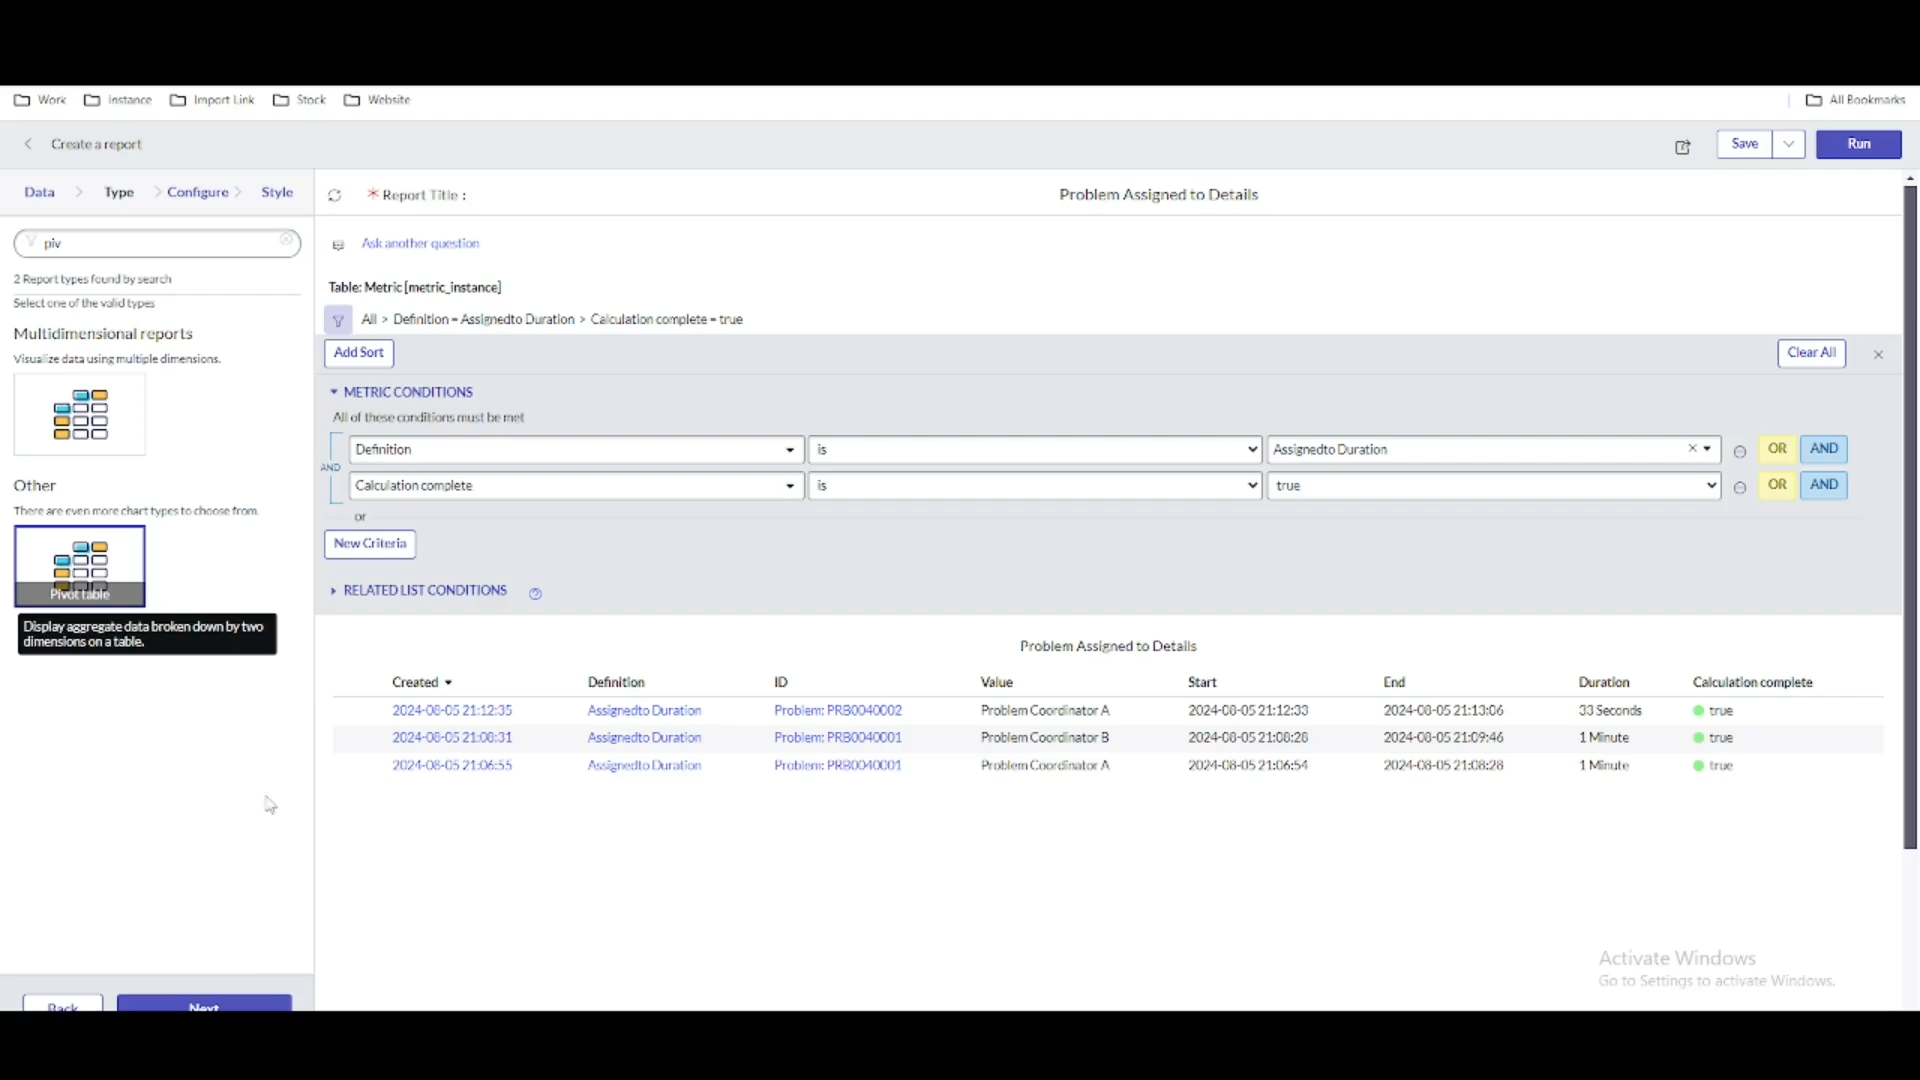 Work Instance Import Link Stock Website All Bookmarks
Create a report Save Run
Data Type Configure Style
* Report Title : Problem Assigned to Details
piv
2 Report types found by search
Select one of the valid types
Multidimensional reports
Visualize data using multiple dimensions.
Other
There are even more chart types to choose from.
Pivot table
Display aggregate data broken down by two
dimensions on a table.
Back Next
Ask another question
Table: Metric [metric_instance]
All > Definition = Assignedto Duration > Calculation complete = true
Add Sort Clear All
METRIC CONDITIONS
All of these conditions must be met
Definition is Assignedto Duration OR AND
AND
Calculation complete is true OR AND
or
New Criteria
RELATED LIST CONDITIONS
Problem Assigned to Details
Created Definition ID Value Start End Duration Calculation complete
2024-08-05 21:12:35 Assignedto Duration Problem: PRB0040002 Problem Coordinator A 2024-08-05 21:12:33 2024-08-05 21:13:06 33 Seconds true
2024-08-05 21:08:31 Assignedto Duration Problem: PRB0040001 Problem Coordinator B 2024-08-05 21:08:28 2024-08-05 21:09:46 1 Minute true
2024-08-05 21:06:55 Assignedto Duration Problem: PRB0040001 Problem Coordinator A 2024-08-05 21:06:54 2024-08-05 21:08:28 1 Minute true
Activate Windows
Go to Settings to activate Windows.